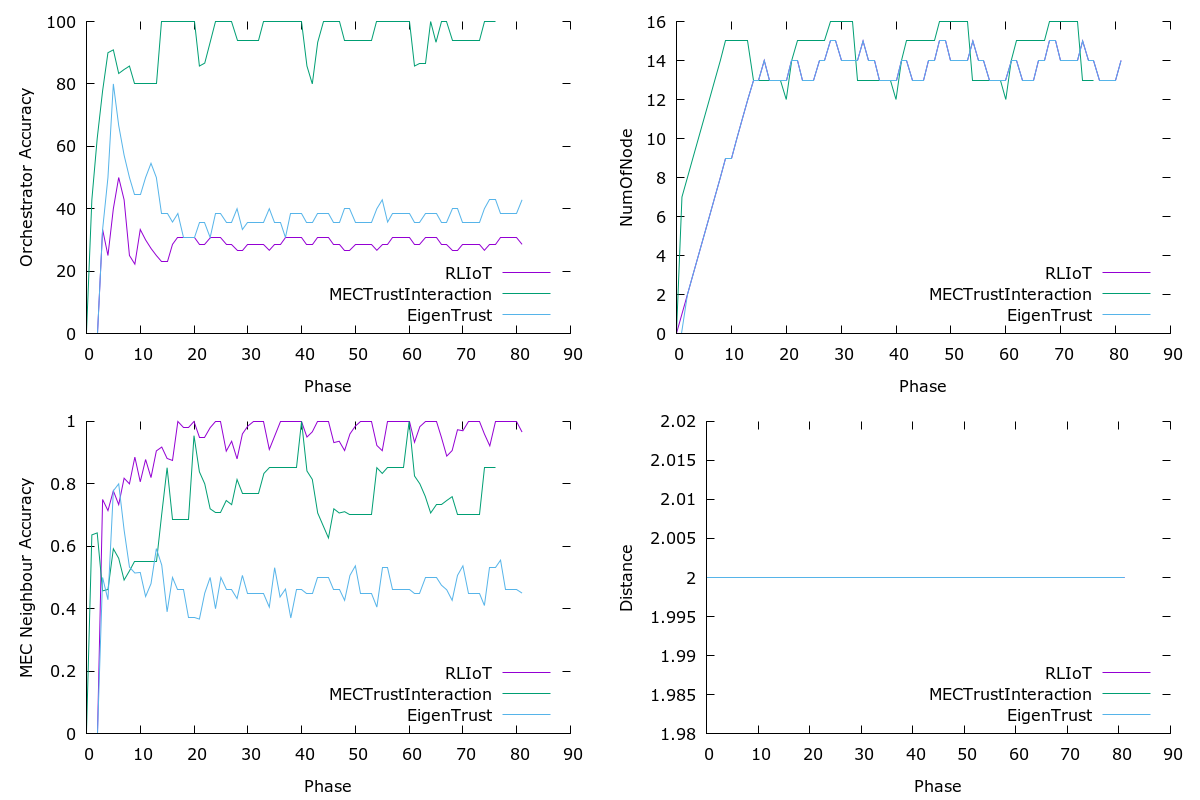 Orchestrator Accuracy
100
80
60
40
20
0
RLIoT
MECTrustInteraction
EigenTrust
0 10 20 30 40 50 60 70 80 90
Phase
NumOfNode
16
14
12
10
8
6
4
2
0
RLIoT
MECTrustInteraction
EigenTrust
0 10 20 30 40 50 60 70 80 90
Phase
MEC Neighbour Accuracy
1
0.8
0.6
0.4
0.2
0
RLIoT
MECTrustInteraction
EigenTrust
0 10 20 30 40 50 60 70 80 90
Phase
Distance
2.02
2.015
2.01
2.005
2
1.995
1.99
1.985
1.98
RLIoT
MECTrustInteraction
EigenTrust
0 10 20 30 40 50 60 70 80 90
Phase